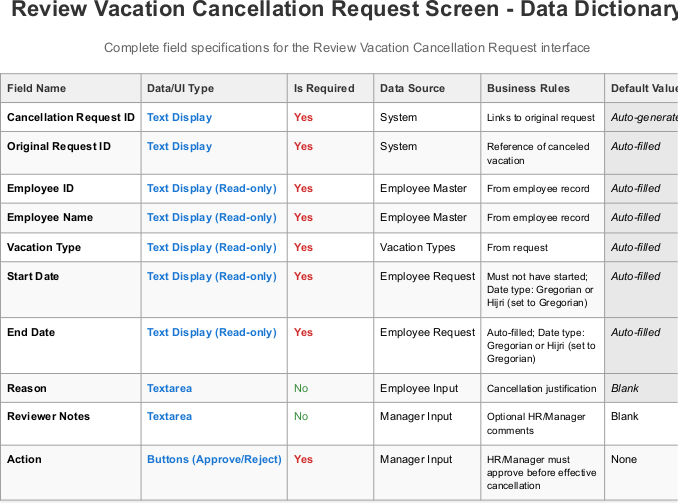 Review Vacation Cancellation Request Screen - Data Dictionary
Complete field specifications for the Review Vacation Cancellation Request interface
Field Name Data/UI Type Is Required Data Source Business Rules Default Value
Cancellation Request ID Text Display Yes System Links to original request Auto-generate
Original Request ID Text Display Yes System Reference of canceled Auto-filled
vacation
Employee ID Text Display (Read-only) Yes Employee Master From employee record Auto-filled
Employee Name Text Display (Read-only) Yes Employee Master From employee record Auto-filled
Vacation Type Text Display (Read-only) Yes Vacation Types From request Auto-filled
Start Date Text Display (Read-only) Yes Employee Request Must not have started; Auto-filled
Date type: Gregorian or
Hijri (set to Gregorian)
End Date Text Display (Read-only) Yes Employee Request Auto-filled; Date type: Auto-filled
Gregorian or Hijri (set to
Gregorian)
Reason Textarea No Employee Input Cancellation justification Blank
Reviewer Notes Textarea No Manager Input Optional HR/Manager Blank
comments
Action Buttons (Approve/Reject) Yes Manager Input HR/Manager must None
approve before effective
cancellation